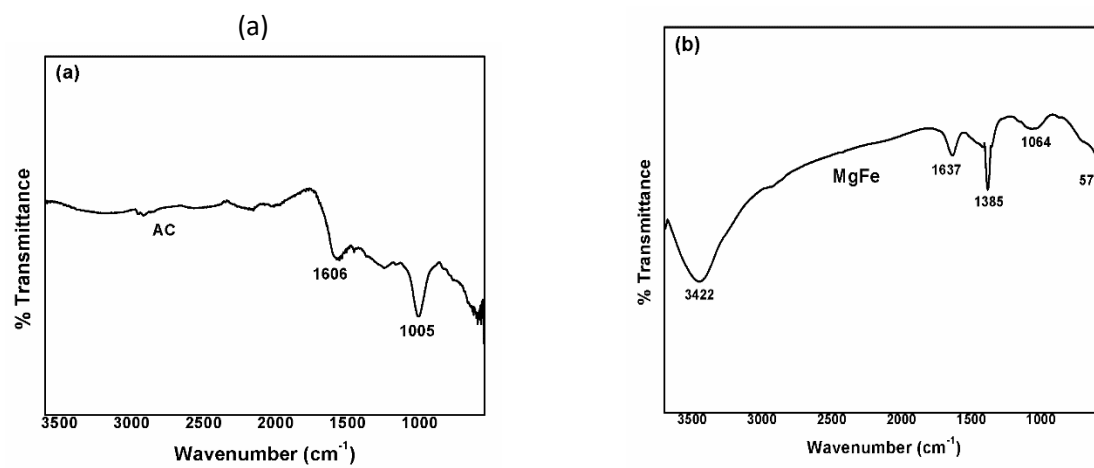 (a)
(a)
AC
1606
1005
% Transmittance
3500 3000 2500 2000 1500 1000
Wavenumber (cm⁻¹)
(b)
MgFe
1637
1064
57
1385
3422
% Transmittance
3500 3000 2500 2000 1500 1000
Wavenumber (cm⁻¹)